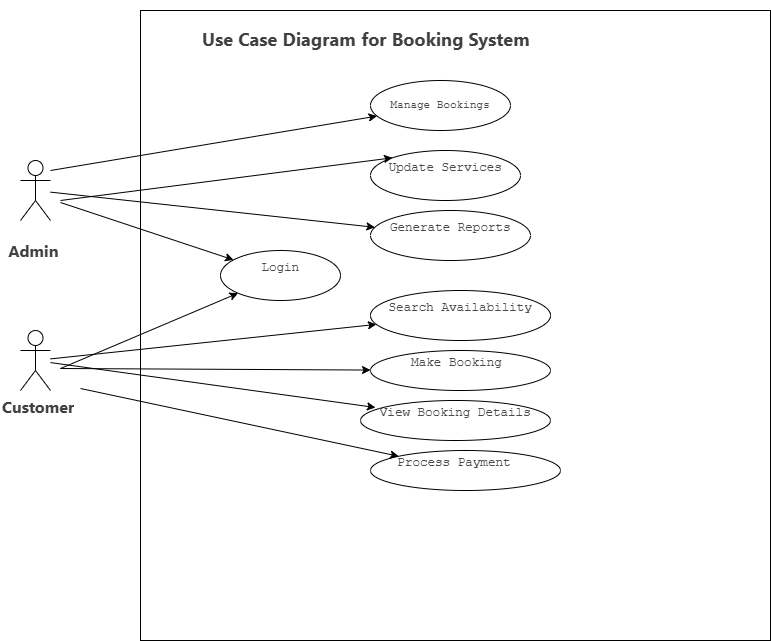 Use Case Diagram for Booking System
Manage Bookings
Update Services
Admin
Generate Reports
Login
Search Availability
Make Booking
Customer
View Booking Details
Process Payment